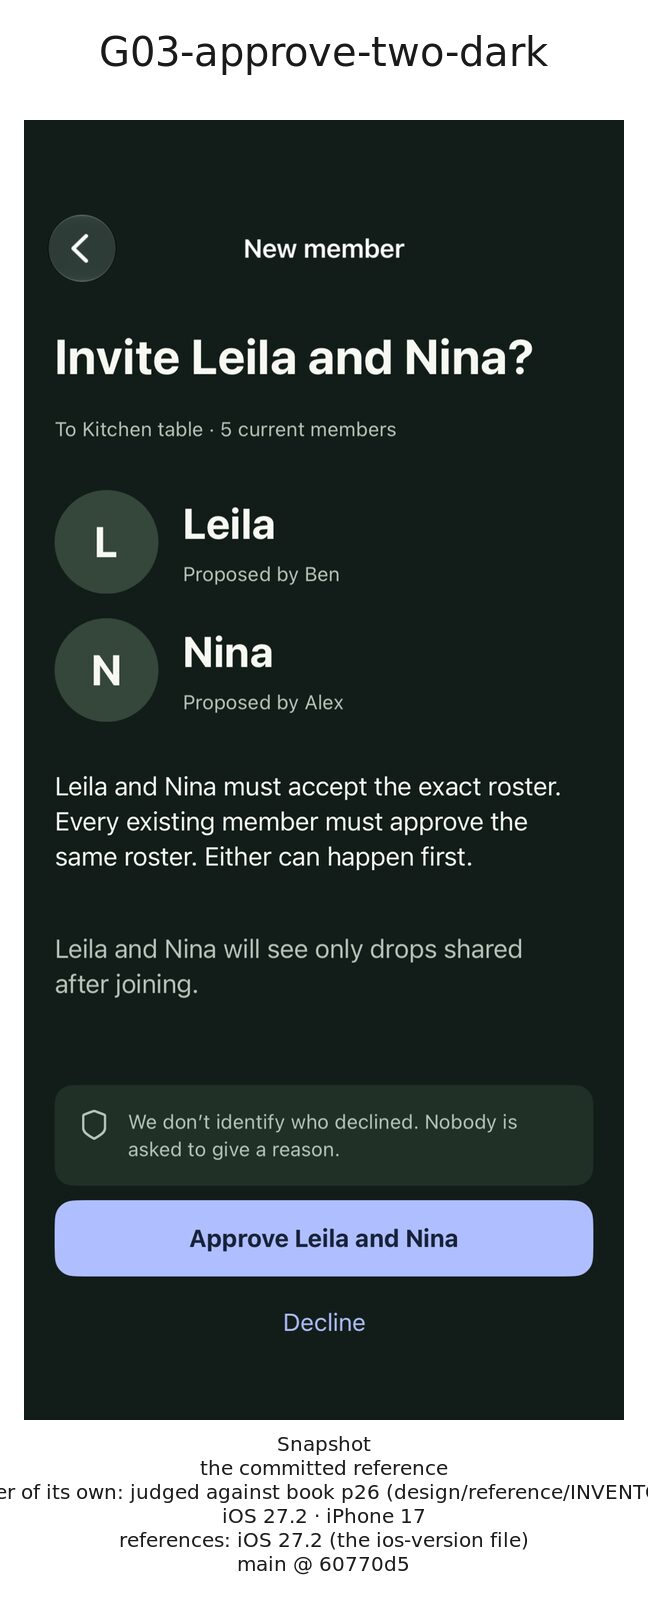 G03-approve-two-dark
New member
Invite Leila and Nina?
To Kitchen table · 5 current members
L
Leila
Proposed by Ben
N
Nina
Proposed by Alex
Leila and Nina must accept the exact roster.
Every existing member must approve the
same roster. Either can happen first.
Leila and Nina will see only drops shared
after joining.
We don’t identify who declined. Nobody is
asked to give a reason.
Approve Leila and Nina
Decline
Snapshot
the committed reference
of its own: judged against book p26 (design/reference/
iOS 27.2 · iPhone 17
references: iOS 27.2 (the ios-version file)
main @ 60770d5